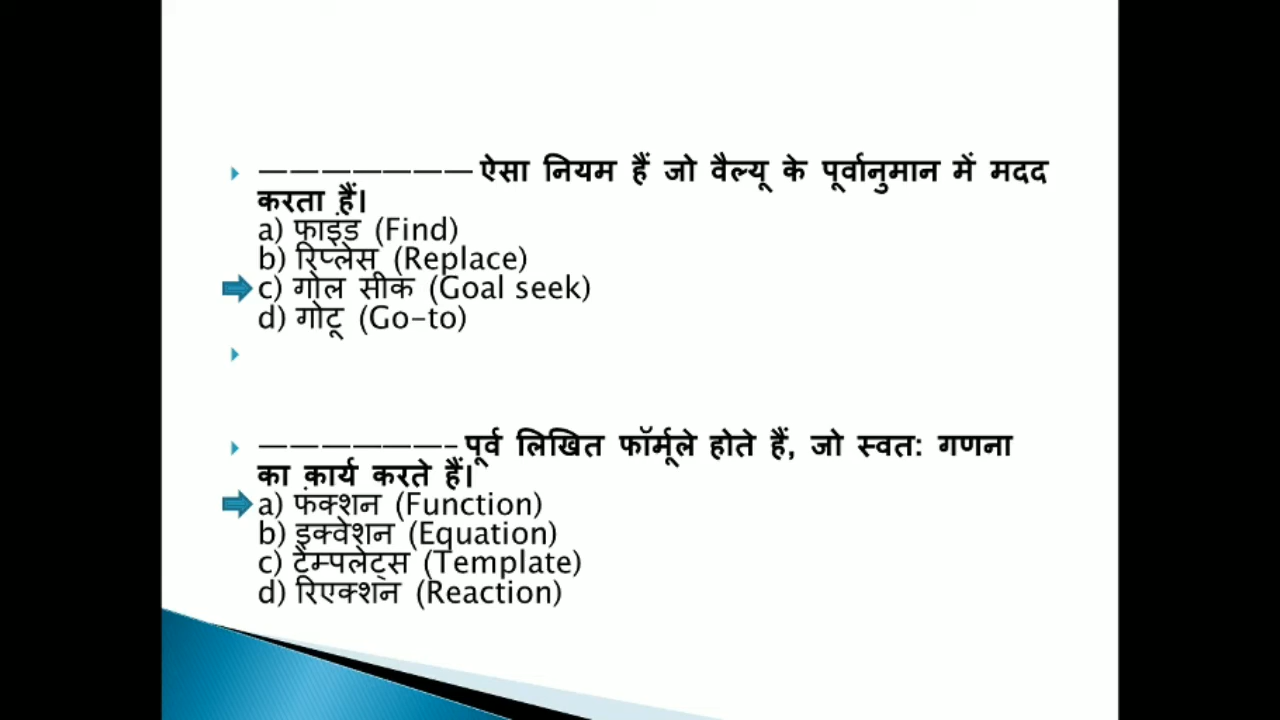 ——————— ऐसा नियम हैं जो वैल्यू के पूर्वानुमान में मदद
करता हैं।
a) फाइंड (Find)
b) रिप्लेस (Replace)
c) गोल सीक (Goal seek)
d) गोटू (Go-to)
——————– पूर्व लिखित फॉर्मूले होते हैं, जो स्वत: गणना
का कार्य करते हैं।
a) फंक्शन (Function)
b) इक्वेशन (Equation)
c) टैम्पलेट्स (Template)
d) रिएक्शन (Reaction)